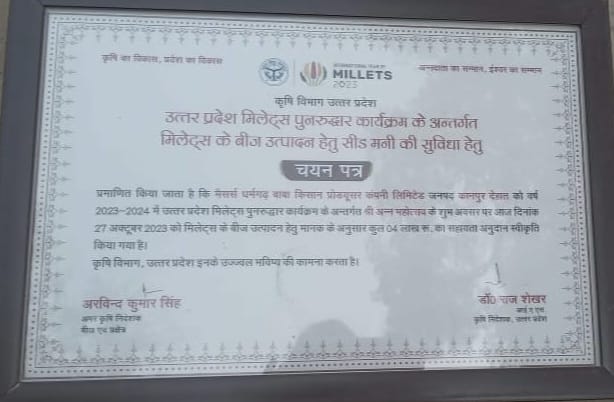 कृषि का विकास, प्रदेश का विकास
INTERNATIONAL YEAR OF
MILLETS
2023
अन्नदाता का सम्मान, ईश्वर का सम्मान
कृषि विभाग उत्तर प्रदेश
उत्तर प्रदेश मिलेट्स पुनरुद्धार कार्यक्रम के अन्तर्गत
मिलेट्स के बीज उत्पादन हेतु सीड मनी की सुविधा हेतु
चयन पत्र
प्रमाणित किया जाता है कि मैसर्स धर्मगढ़ बाबा किसान प्रोड्यूसर कंपनी लिमिटेड जनपद कानपुर देहात को वर्ष
2023-2024 में उत्तर प्रदेश मिलेट्स पुनरुद्धार कार्यक्रम के अन्तर्गत श्री अन्न महोत्सव के शुभ अवसर पर आज दिनांक
27 अक्टूबर 2023 को मिलेट्स के बीज उत्पादन हेतु मानक के अनुसार कुल 04 लाख रू. का सहायता अनुदान स्वीकृति
किया गया है।
कृषि विभाग, उत्तर प्रदेश इनके उज्जवल भविष्य की कामना करता है।
अरविन्द कुमार सिंह
अपर कृषि निदेशक
बीज एवं प्रक्षेत्र
डॉ0 राज शेखर
आई ए एस
कृषि निदेशक, उत्तर प्रदेश